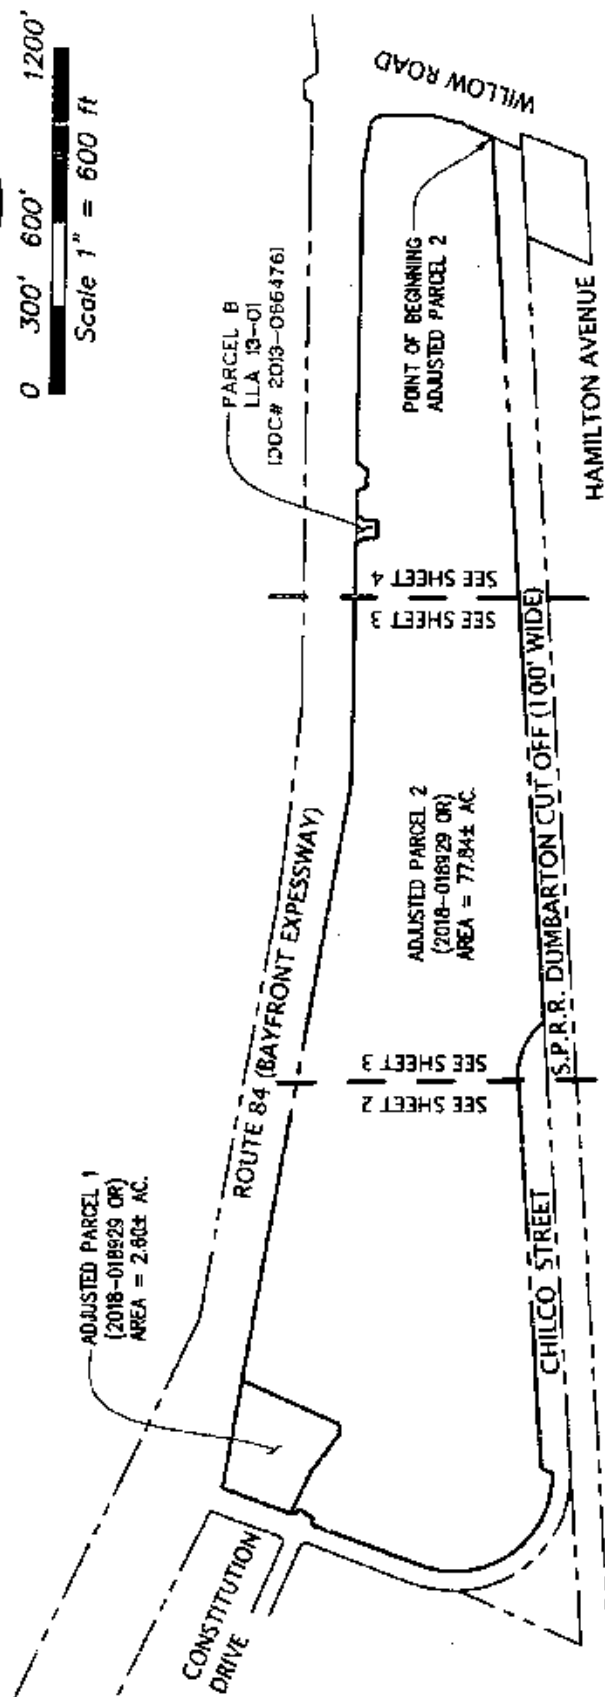 0 300' 600' 1200'
Scale 1" = 600 ft
WILLOW ROAD
PARCEL B
LLA 13-01
[DOC# 2013-086476]
POINT OF BEGINNING
ADJUSTED PARCEL 2
HAMILTON AVENUE
SEE SHEET 4
SEE SHEET 3
S.P.R.R. DUMBARTON CUT OFF (100' WIDE)
ROUTE 84 (BAYFRONT EXPESSWAY)
ADJUSTED PARCEL 2
(2018-018929 OR)
AREA = 77.84± AC.
SEE SHEET 3
SEE SHEET 2
ADJUSTED PARCEL 1
(2018-018929 OR)
AREA = 2.60± AC.
CHILCO STREET
CONSTITUTION
DRIVE